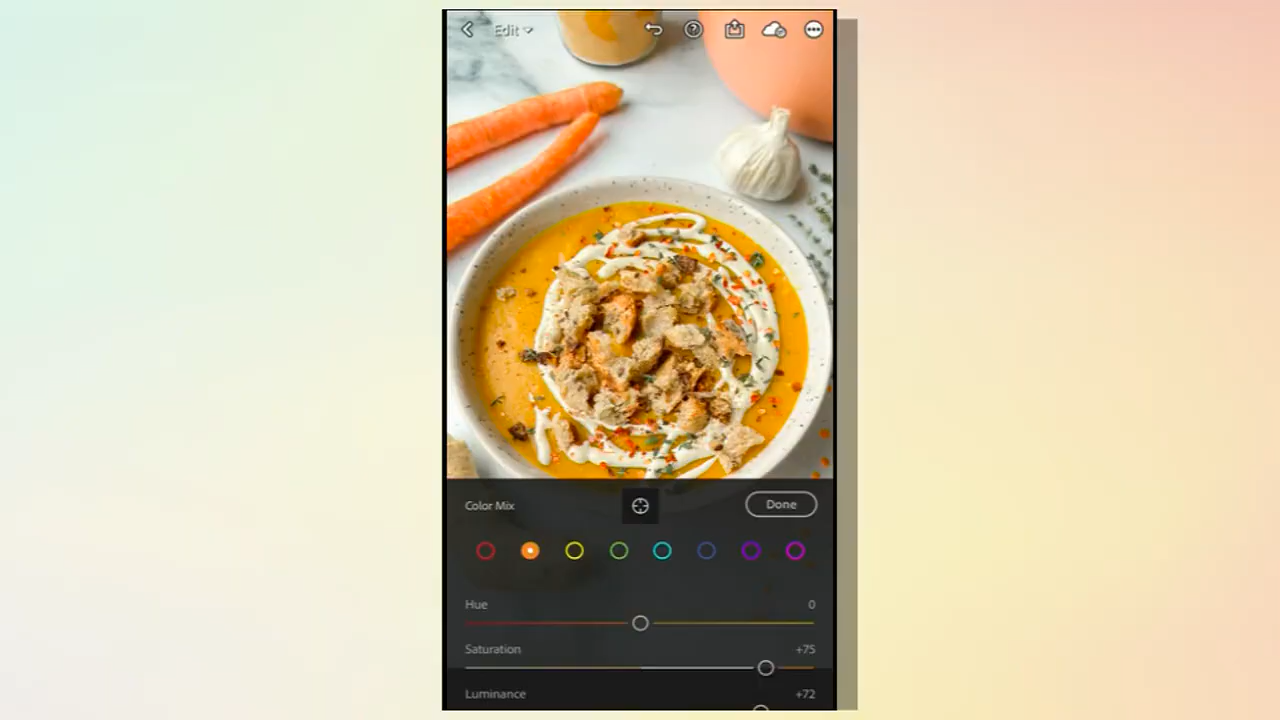 Edit
Color Mix
Done
Hue 0
Saturation +75
Luminance +72